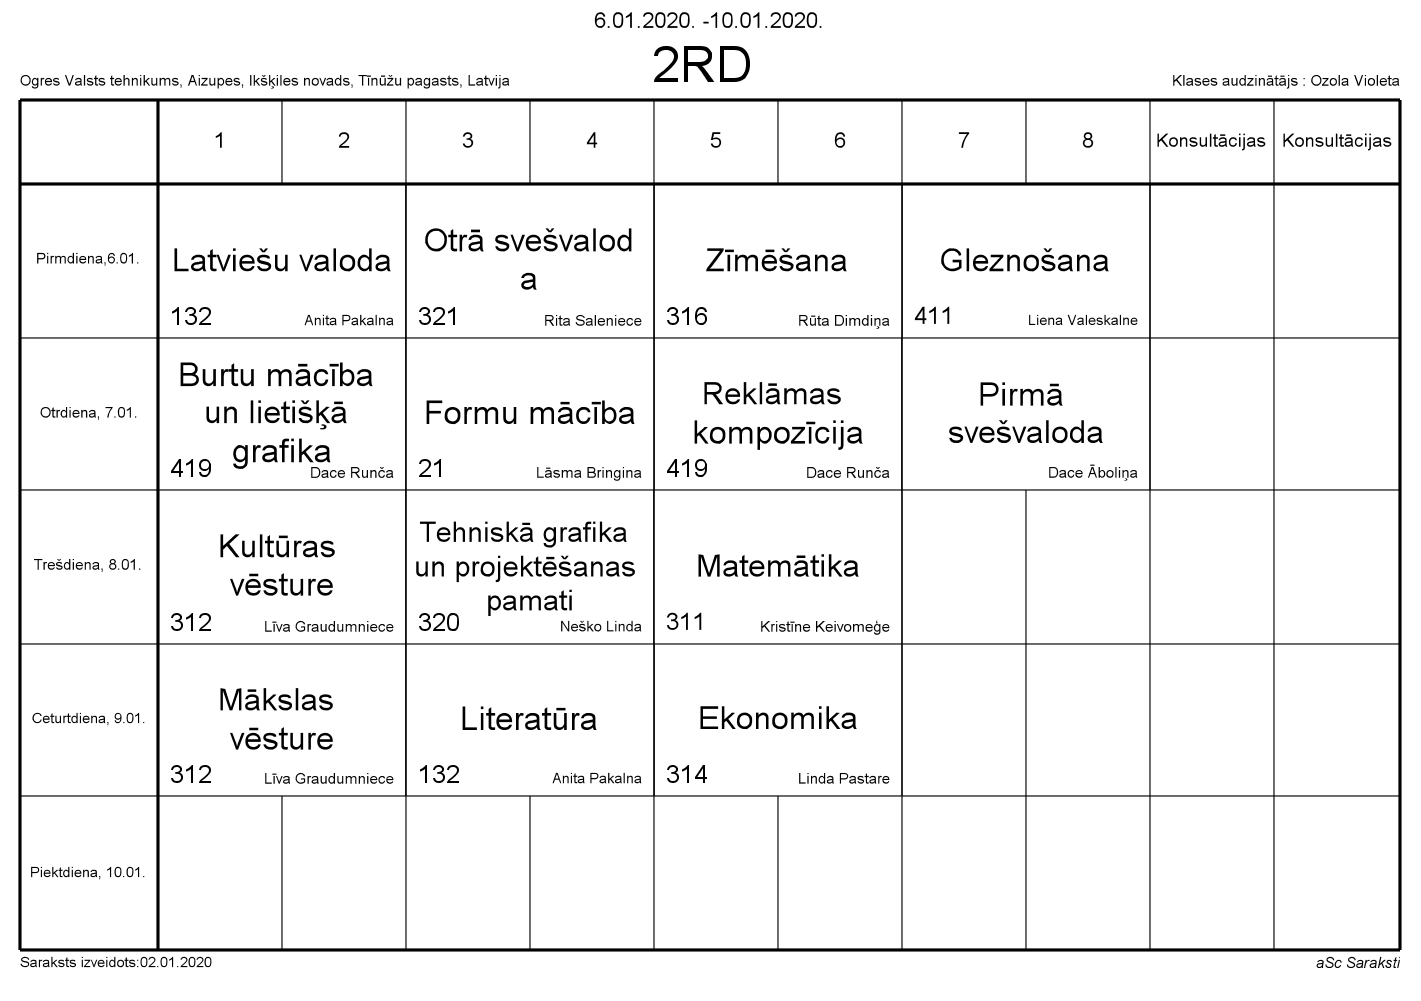 6.01.2020. -10.01.2020.
2RD
Ogres Valsts tehnikums, Aizupes, Ikšķiles novads, Tīnūžu pagasts, Latvija
Klases audzinātājs : Ozola Violeta
1 2 3 4 5 6 7 8 Konsultācijas Konsultācijas
Pirmdiena,6.01.
Latviešu valoda
132 Anita Pakalna
Otrā svešvalod
a
321 Rita Saleniece
Zīmēšana
316 Rūta Dimdiņa
Gleznošana
411 Liena Valeskalne
Otrdiena, 7.01.
Burtu mācība
un lietišķā
grafika
419 Dace Runča
Formu mācība
21 Lāsma Bringina
Reklāmas
kompozīcija
419 Dace Runča
Pirmā
svešvaloda
Dace Āboliņa
Trešdiena, 8.01.
Kultūras
vēsture
312 Līva Graudumniece
Tehniskā grafika
un projektēšanas
pamati
320 Neško Linda
Matemātika
311 Kristīne Keivomeģe
Ceturtdiena, 9.01.
Mākslas
vēsture
312 Līva Graudumniece
Literatūra
132 Anita Pakalna
Ekonomika
314 Linda Pastare
Piektdiena, 10.01.
Saraksts izveidots:02.01.2020
aSc Saraksti